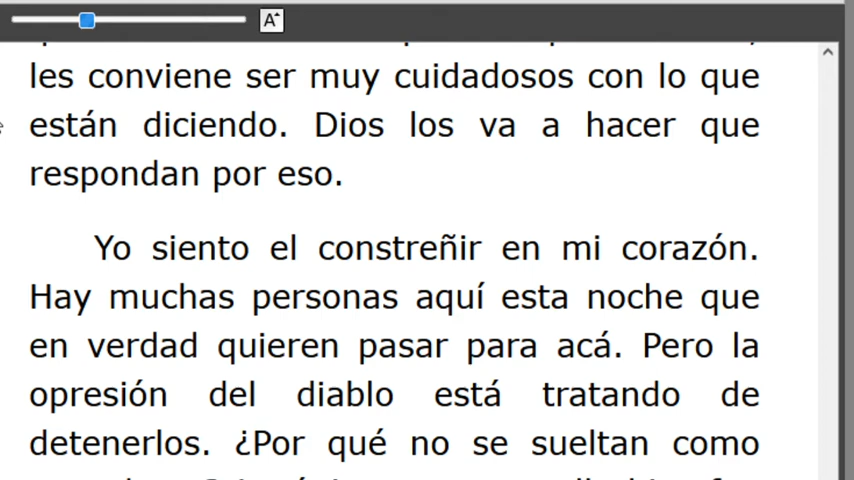 A
les conviene ser muy cuidadosos con lo que
están diciendo. Dios los va a hacer que
respondan por eso.
Yo siento el constreñir en mi corazón.
Hay muchas personas aquí esta noche que
en verdad quieren pasar para acá. Pero la
opresión del diablo está tratando de
detenerlos. ¿Por qué no se sueltan como